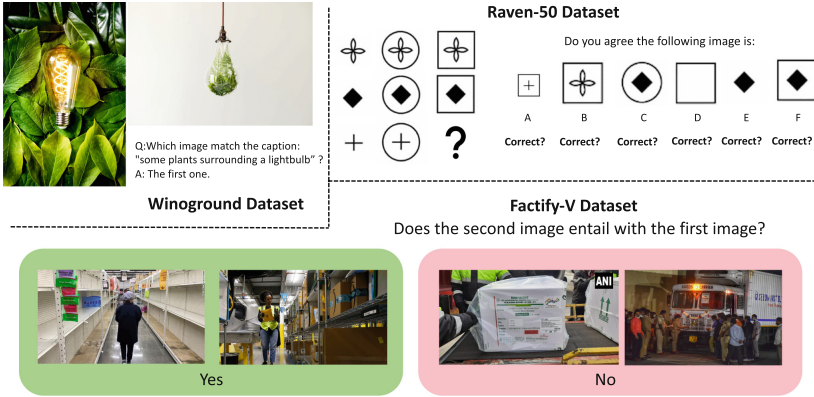 Q:Which image match the caption:
"some plants surrounding a lightbulb" ?
A: The first one.
Winoground Dataset
Raven-50 Dataset
Do you agree the following image is:
?
A B C D E F
Correct? Correct? Correct? Correct? Correct? Correct?
Factify-V Dataset
Does the second image entail with the first image?
ANI
Yes
No